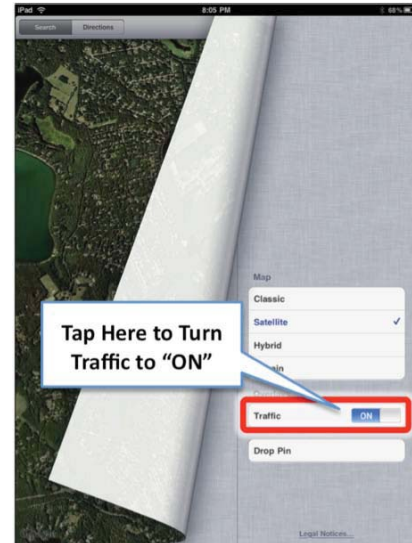 iPad 8:05 PM 68%
Search Directions
Map
Classic
Satellite
Hybrid
Tap Here to Turn
Traffic to “ON”
Traffic ON
Drop Pin
Legal Notices...